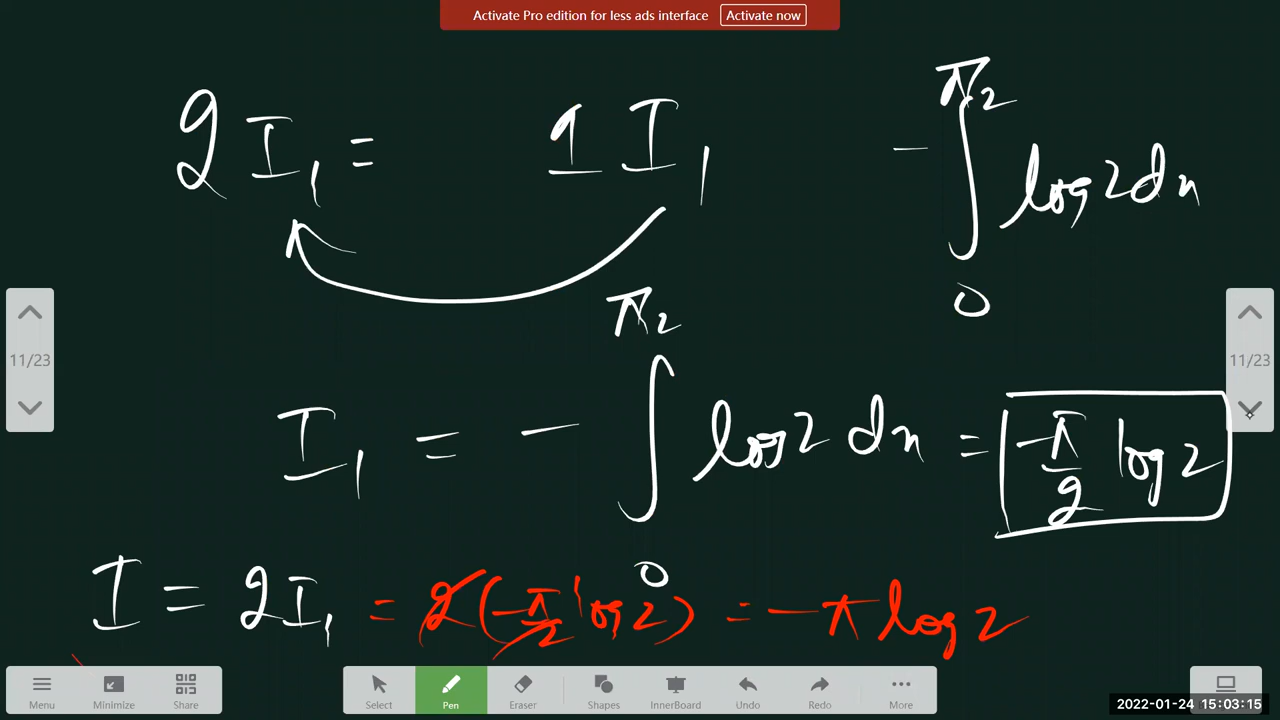 Activate Pro edition for less ads interface Activate now
2I₁ = 1I₁ - ∫₀^π/2 log2dx
11/23 11/23
I₁ = - ∫₀^π/2 log2 dx = -π/2 log2
I = 2I₁ = 2(-π/2 log2) = -π log2
Menu Minimize Share Select Pen Eraser Shapes InnerBoard Undo Redo More
2022-01-24 15:03:15